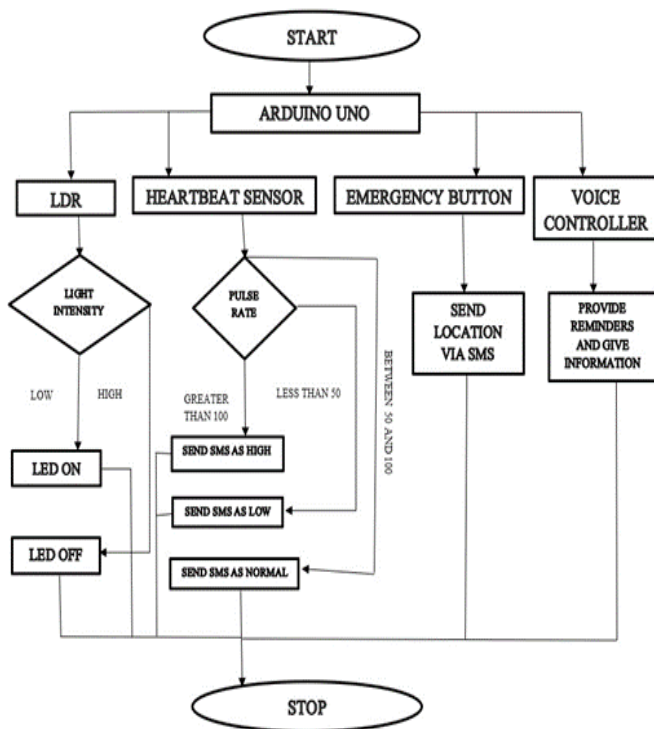 START
ARDUINO UNO
LDR
HEARTBEAT SENSOR
EMERGENCY BUTTON
VOICE
CONTROLLER
LIGHT
INTENSITY
PULSE
RATE
SEND
LOCATION
VIA SMS
PROVIDE
REMINDERS
AND GIVE
INFORMATION
LOW
HIGH
GREATER
THAN 100
LESS THAN 50
BETWEEN 50 AND 100
LED ON
SEND SMS AS HIGH
SEND SMS AS LOW
LED OFF
SEND SMS AS NORMAL
STOP